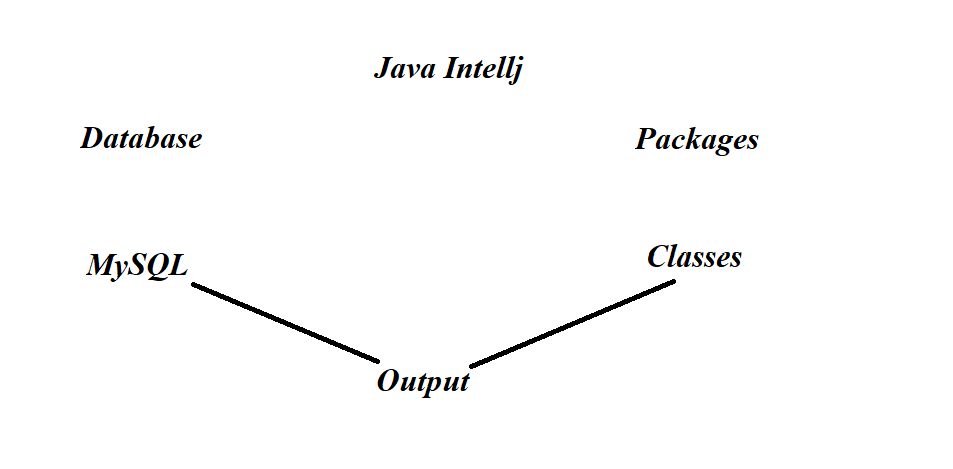 Java Intellj
Database
Packages
MySQL
Classes
Output